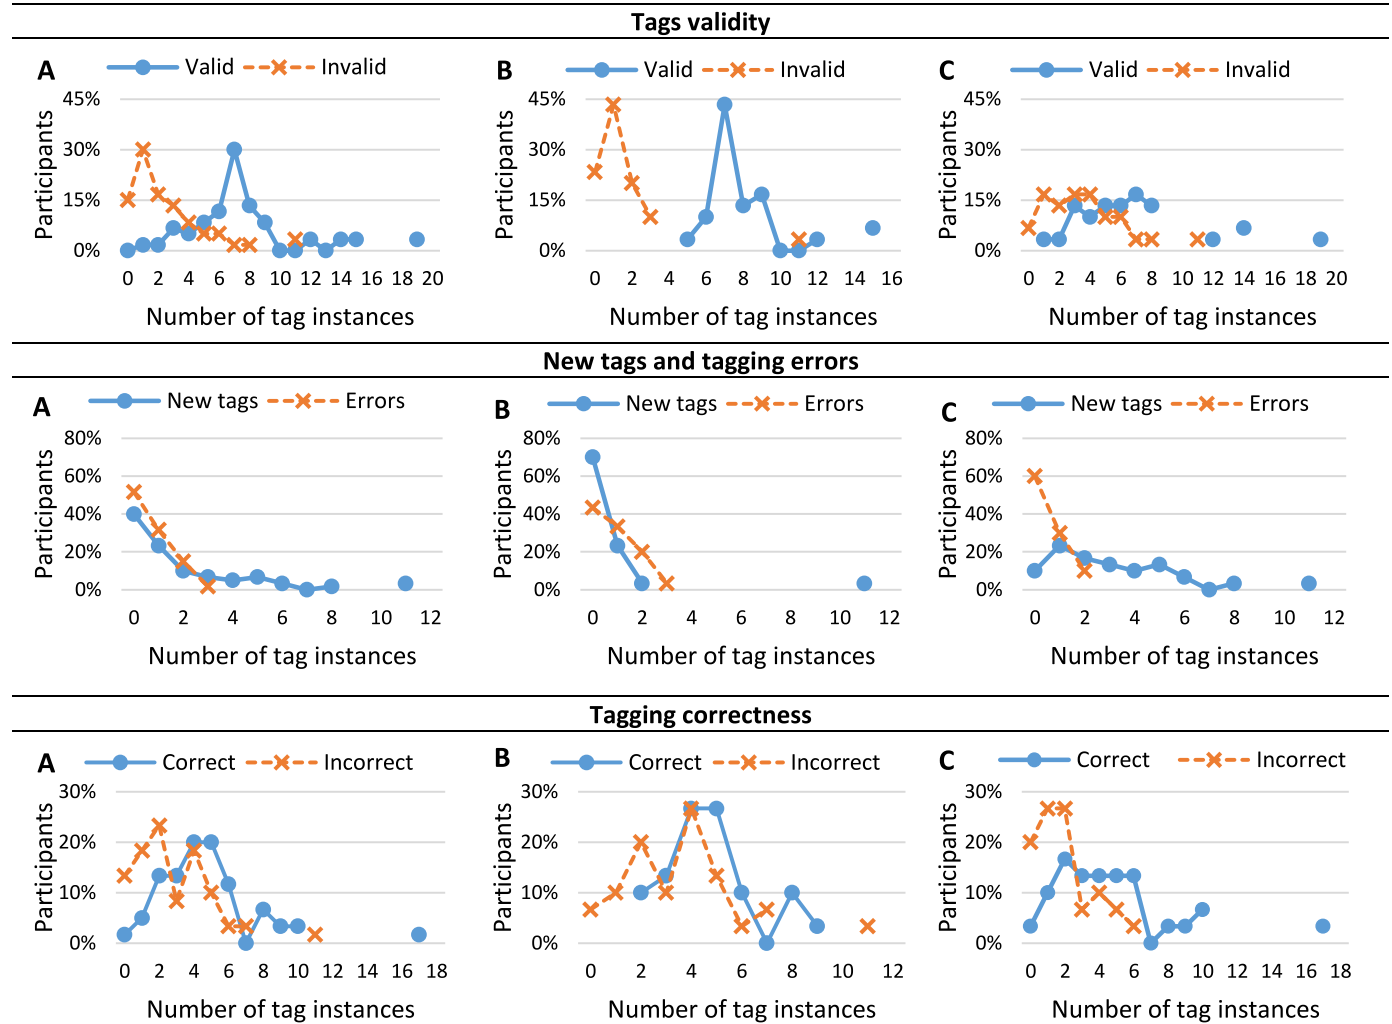 Tags validity
A Valid Invalid
45%
30%
15%
0%
Participants
0 2 4 6 8 10 12 14 16 18 20
Number of tag instances
B Valid Invalid
45%
30%
15%
0%
Participants
0 2 4 6 8 10 12 14 16
Number of tag instances
C Valid Invalid
45%
30%
15%
0%
Participants
0 2 4 6 8 10 12 14 16 18 20
Number of tag instances
New tags and tagging errors
A New tags Errors
80%
60%
40%
20%
0%
Participants
0 2 4 6 8 10 12
Number of tag instances
B New tags Errors
80%
60%
40%
20%
0%
Participants
0 2 4 6 8 10 12
Number of tag instances
C New tags Errors
80%
60%
40%
20%
0%
Participants
0 2 4 6 8 10 12
Number of tag instances
Tagging correctness
A Correct Incorrect
30%
20%
10%
0%
Participants
0 2 4 6 8 10 12 14 16 18
Number of tag instances
B Correct Incorrect
30%
20%
10%
0%
Participants
0 2 4 6 8 10 12
Number of tag instances
C Correct Incorrect
30%
20%
10%
0%
Participants
0 2 4 6 8 10 12 14 16 18
Number of tag instances